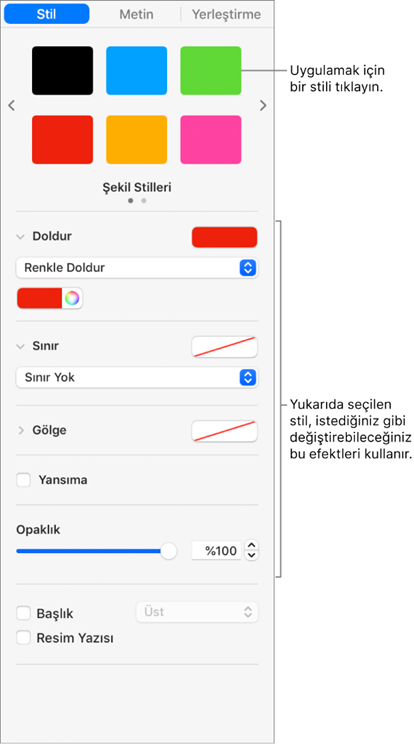 Stil
Metin
Yerleştirme
Uygulamak için
bir stili tıklayın.
Şekil Stilleri
Doldur
Renkle Doldur
Sınır
Sınır Yok
Yukarıda seçilen
stil, istediğiniz gibi
değiştirebileceğiniz
bu efektleri kullanır.
Gölge
Yansıma
Opaklık
%100
Başlık
Üst
Resim Yazısı